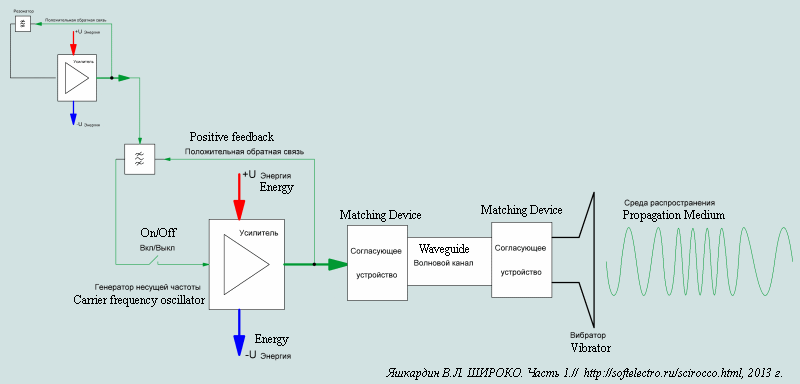 Резонатор
Положительная обратная связь
+U Энергия
Усилитель
-U Энергия
Positive feedback
Положительная обратная связь
+U Энергия
Energy
On/Off
Вкл/Выкл
Усилитель
Генератор несущей частоты
Carrier frequency oscillator
Energy
-U Энергия
Matching Device
Согласующее
устройство
Waveguide
Волновой канал
Matching Device
Согласующее
устройство
Среда распространения
Propagation Medium
Вибратор
Vibrator
Яшкардин В.Л. ШИРОКО. Часть 1.// http://softelectro.ru/scirocco.html, 2013 г.